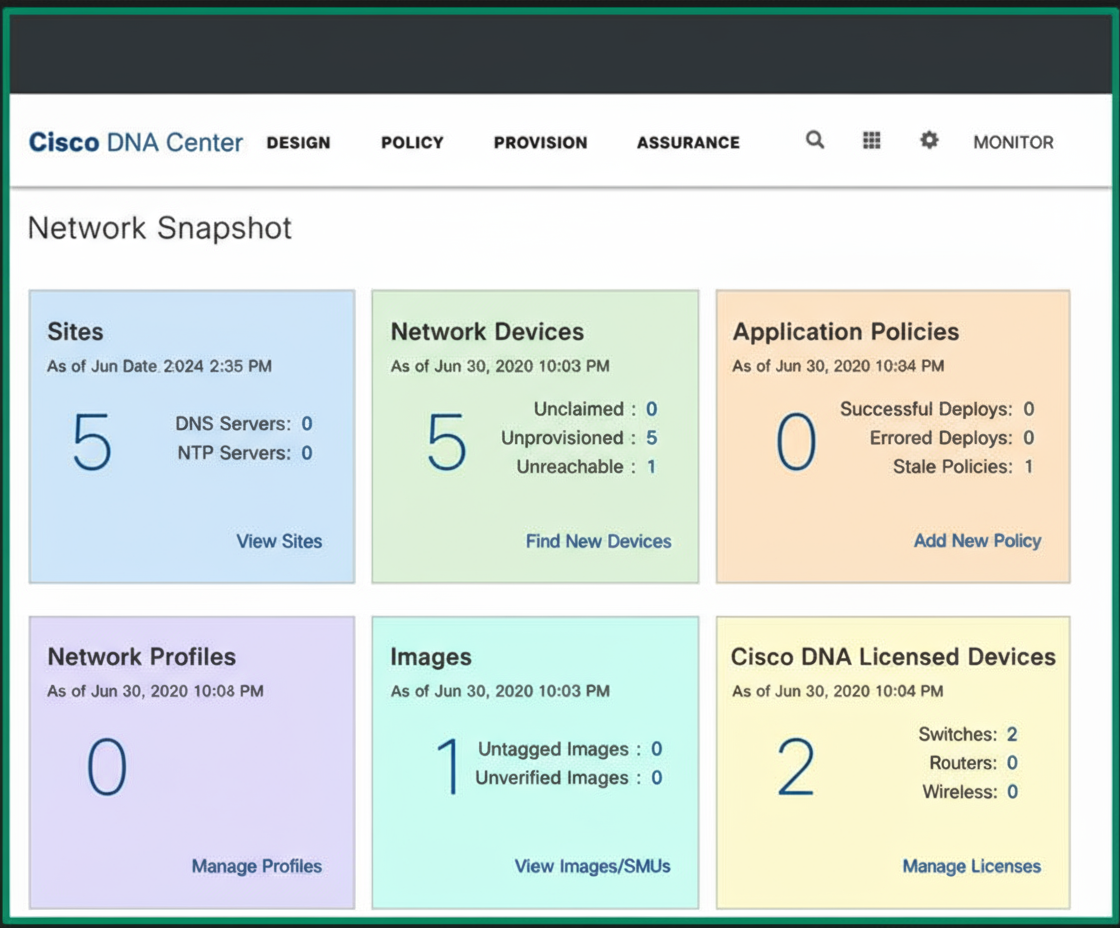 Cisco DNA Center DESIGN POLICY PROVISION ASSURANCE MONITOR
Network Snapshot
Sites
As of Jun Date 2024 2:35 PM
5
DNS Servers: 0
NTP Servers: 0
View Sites
Network Devices
As of Jun 30, 2020 10:03 PM
5
Unclaimed : 0
Unprovisioned : 5
Unreachable : 1
Find New Devices
Application Policies
As of Jun 30, 2020 10:34 PM
0
Successful Deploys: 0
Errored Deploys: 0
Stale Policies: 1
Add New Policy
Network Profiles
As of Jun 30, 2020 10:08 PM
0
Manage Profiles
Images
As of Jun 30, 2020 10:03 PM
1
Untagged Images : 0
Unverified Images : 0
View Images/SMUs
Cisco DNA Licensed Devices
As of Jun 30, 2020 10:04 PM
2
Switches: 2
Routers: 0
Wireless: 0
Manage Licenses